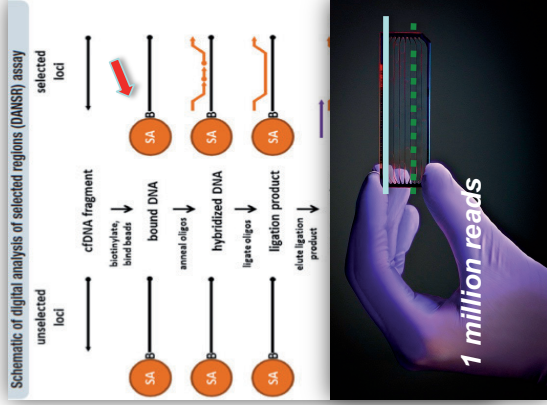 Schematic of digital analysis of selected regions (DANSR) assay
unselected
loci
selected
loci
cfDNA fragment
biotinylate,
bind beads
SA B
bound DNA
SA B
anneal oligos
SA B
hybridized DNA
SA B
ligate oligos
SA B
ligation product
SA B
elute ligation
product
1 million reads